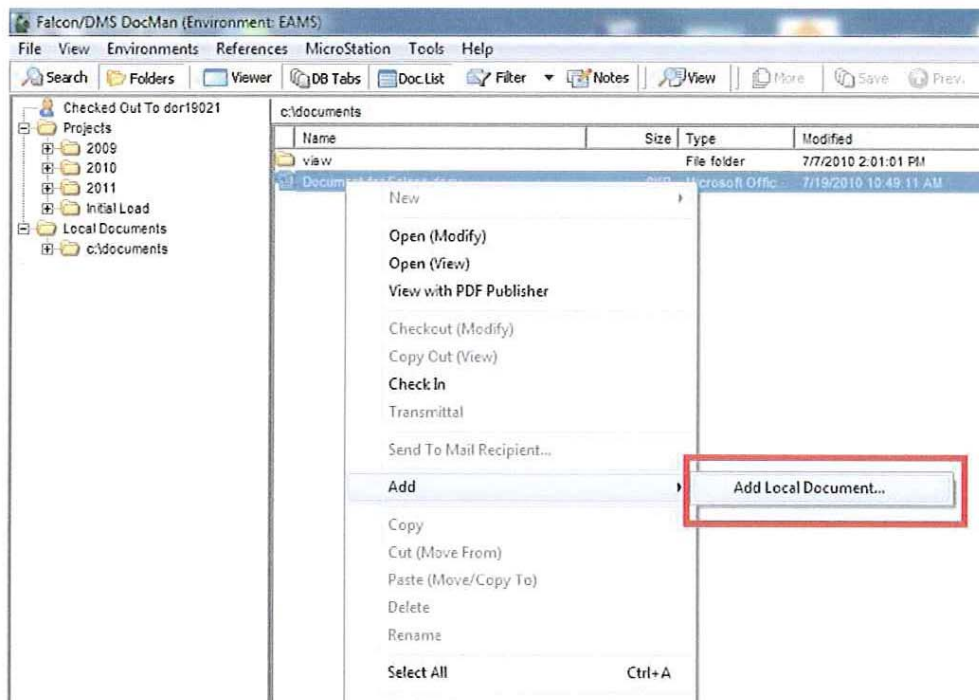 Falcon/DMS DocMan (Environment: EAMS)
File View Environments References MicroStation Tools Help
Search Folders Viewer DB Tabs Doc.List Filter Notes View More Save Prev.
Checked Out To dor19021
Projects
2009
2010
2011
Initial Load
Local Documents
c:\documents
c:\documents
Name Size Type Modified
view File folder 7/7/2010 2:01:01 PM
Document for Falcon Microsoft Offic... 7/19/2010 10:49:11 AM
New
Open (Modify)
Open (View)
View with PDF Publisher
Checkout (Modify)
Copy Out (View)
Check In
Transmittal
Send To Mail Recipient...
Add
Add Local Document...
Copy
Cut (Move From)
Paste (Move/Copy To)
Delete
Rename
Select All Ctrl+A